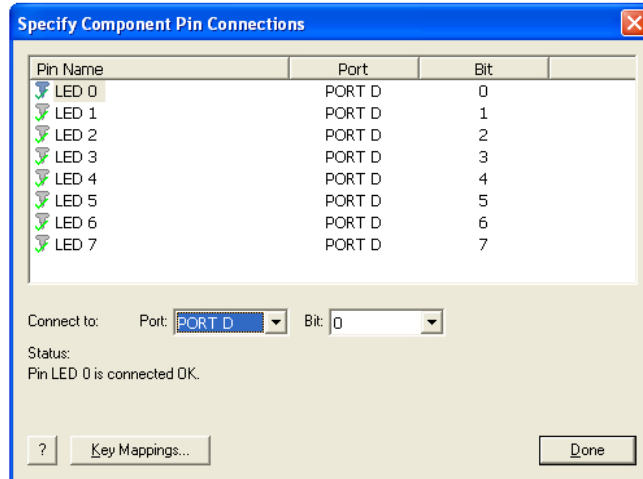 Specify Component Pin Connections
Pin Name Port Bit
LED 0 PORT D 0
LED 1 PORT D 1
LED 2 PORT D 2
LED 3 PORT D 3
LED 4 PORT D 4
LED 5 PORT D 5
LED 6 PORT D 6
LED 7 PORT D 7
Connect to: Port: PORT D Bit: 0
Status:
Pin LED 0 is connected OK.
? Key Mappings... Done